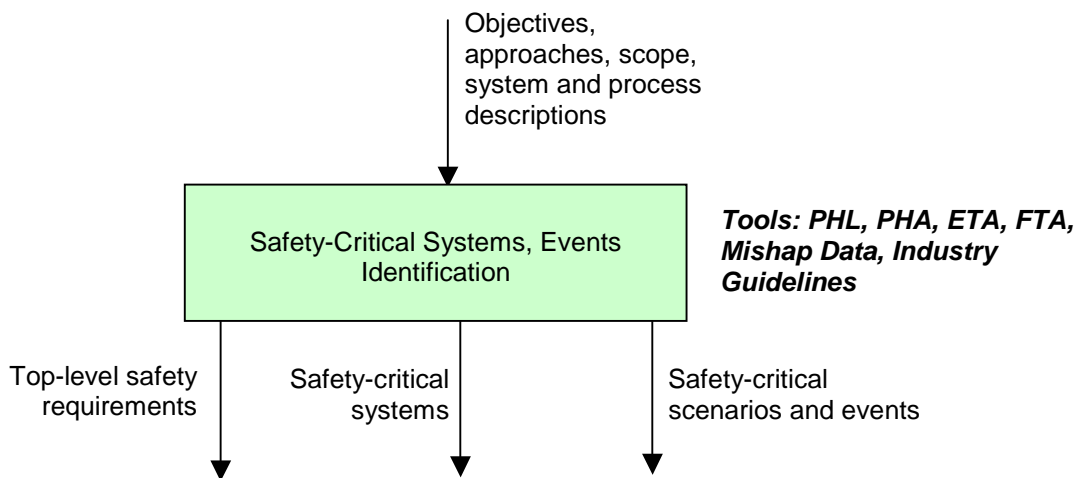 Objectives,
approaches, scope,
system and process
descriptions
Safety-Critical Systems, Events
Identification
Tools: PHL, PHA, ETA, FTA,
Mishap Data, Industry
Guidelines
Top-level safety
requirements
Safety-critical
systems
Safety-critical
scenarios and events